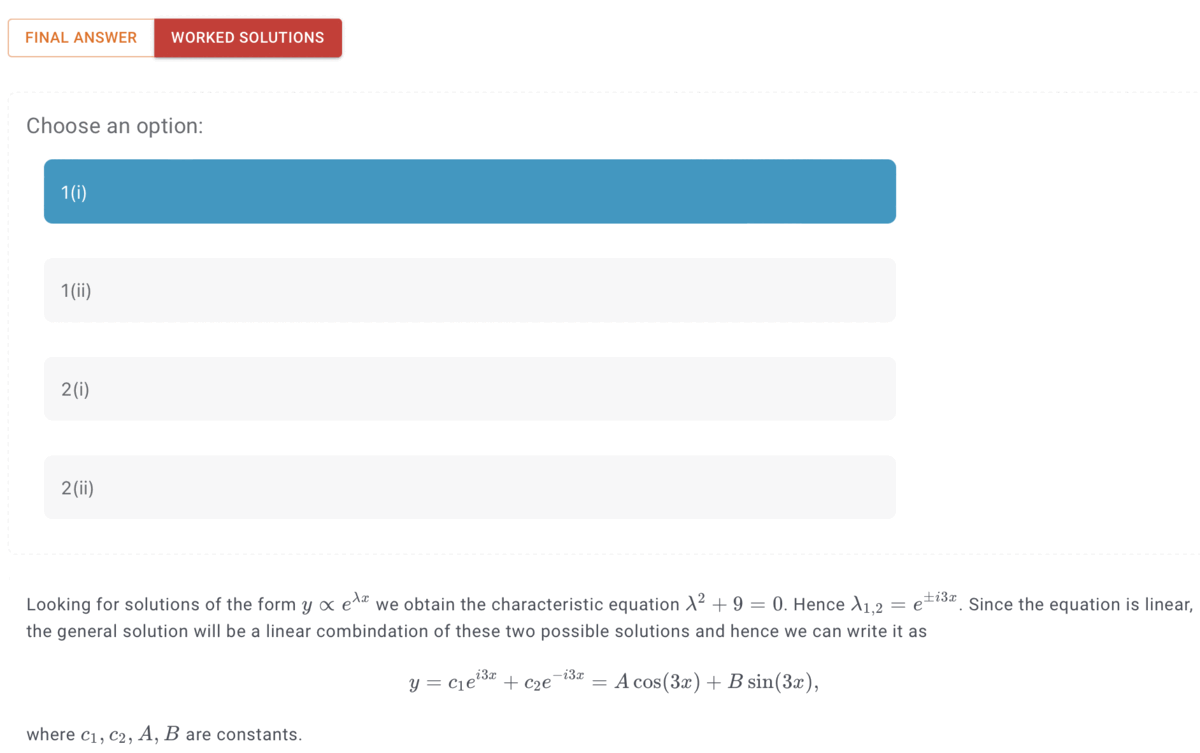 FINAL ANSWER WORKED SOLUTIONS
Choose an option:
1(i)
1(ii)
2(i)
2(ii)
Looking for solutions of the form $y \propto e^{\lambda x}$ we obtain the characteristic equation $\lambda^2 + 9 = 0$. Hence $\lambda_{1,2} = e^{\pm i3x}$. Since the equation is linear,
the general solution will be a linear combindation of these two possible solutions and hence we can write it as
$y = c_1 e^{i3x} + c_2 e^{-i3x} = A\cos(3x) + B\sin(3x),$
where $c_1, c_2, A, B$ are constants.